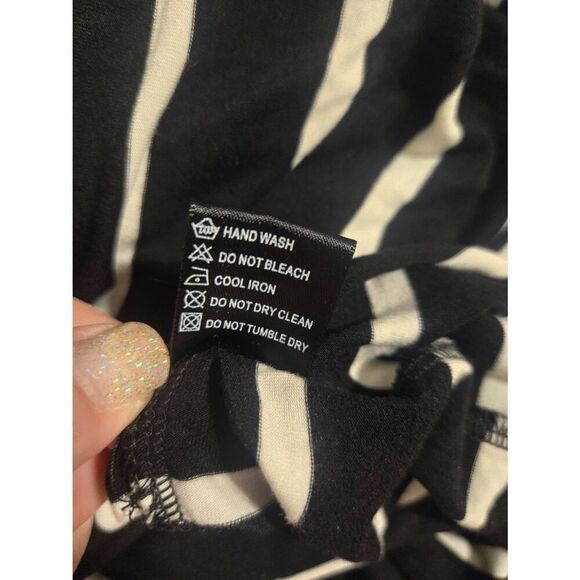 HAND WASH
DO NOT BLEACH
COOL IRON
DO NOT DRY CLEAN
DO NOT TUMBLE DRY